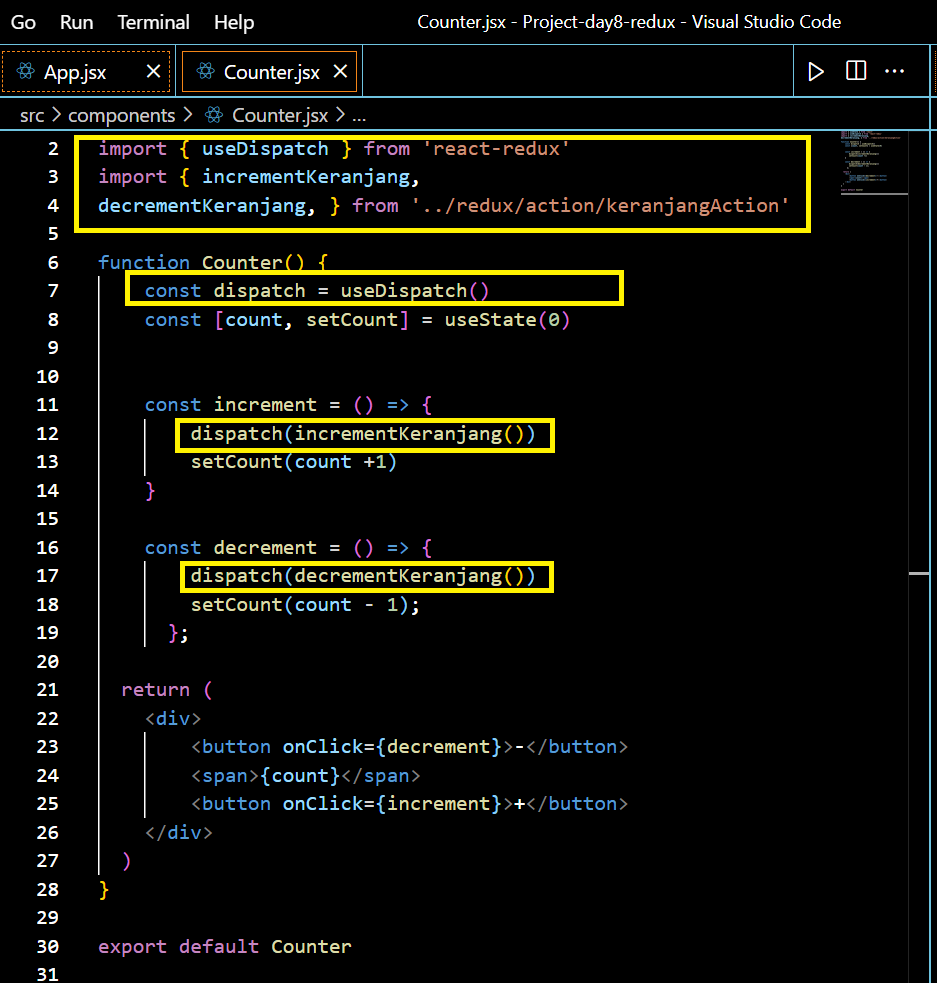 Go Run Terminal Help Counter.jsx - Project-day8-redux - Visual Studio Code
App.jsx Counter.jsx
src > components > Counter.jsx > ...
2 import { useDispatch } from 'react-redux'
3 import { incrementKeranjang,
4 decrementKeranjang, } from '../redux/action/keranjangAction'
5
6 function Counter() {
7 const dispatch = useDispatch()
8 const [count, setCount] = useState(0)
9
10
11 const increment = () => {
12 dispatch(incrementKeranjang())
13 setCount(count +1)
14 }
15
16 const decrement = () => {
17 dispatch(decrementKeranjang())
18 setCount(count - 1);
19 };
20
21 return (
22 <div>
23 <button onClick={decrement}>-</button>
24 <span>{count}</span>
25 <button onClick={increment}>+</button>
26 </div>
27 )
28 }
29
30 export default Counter
31